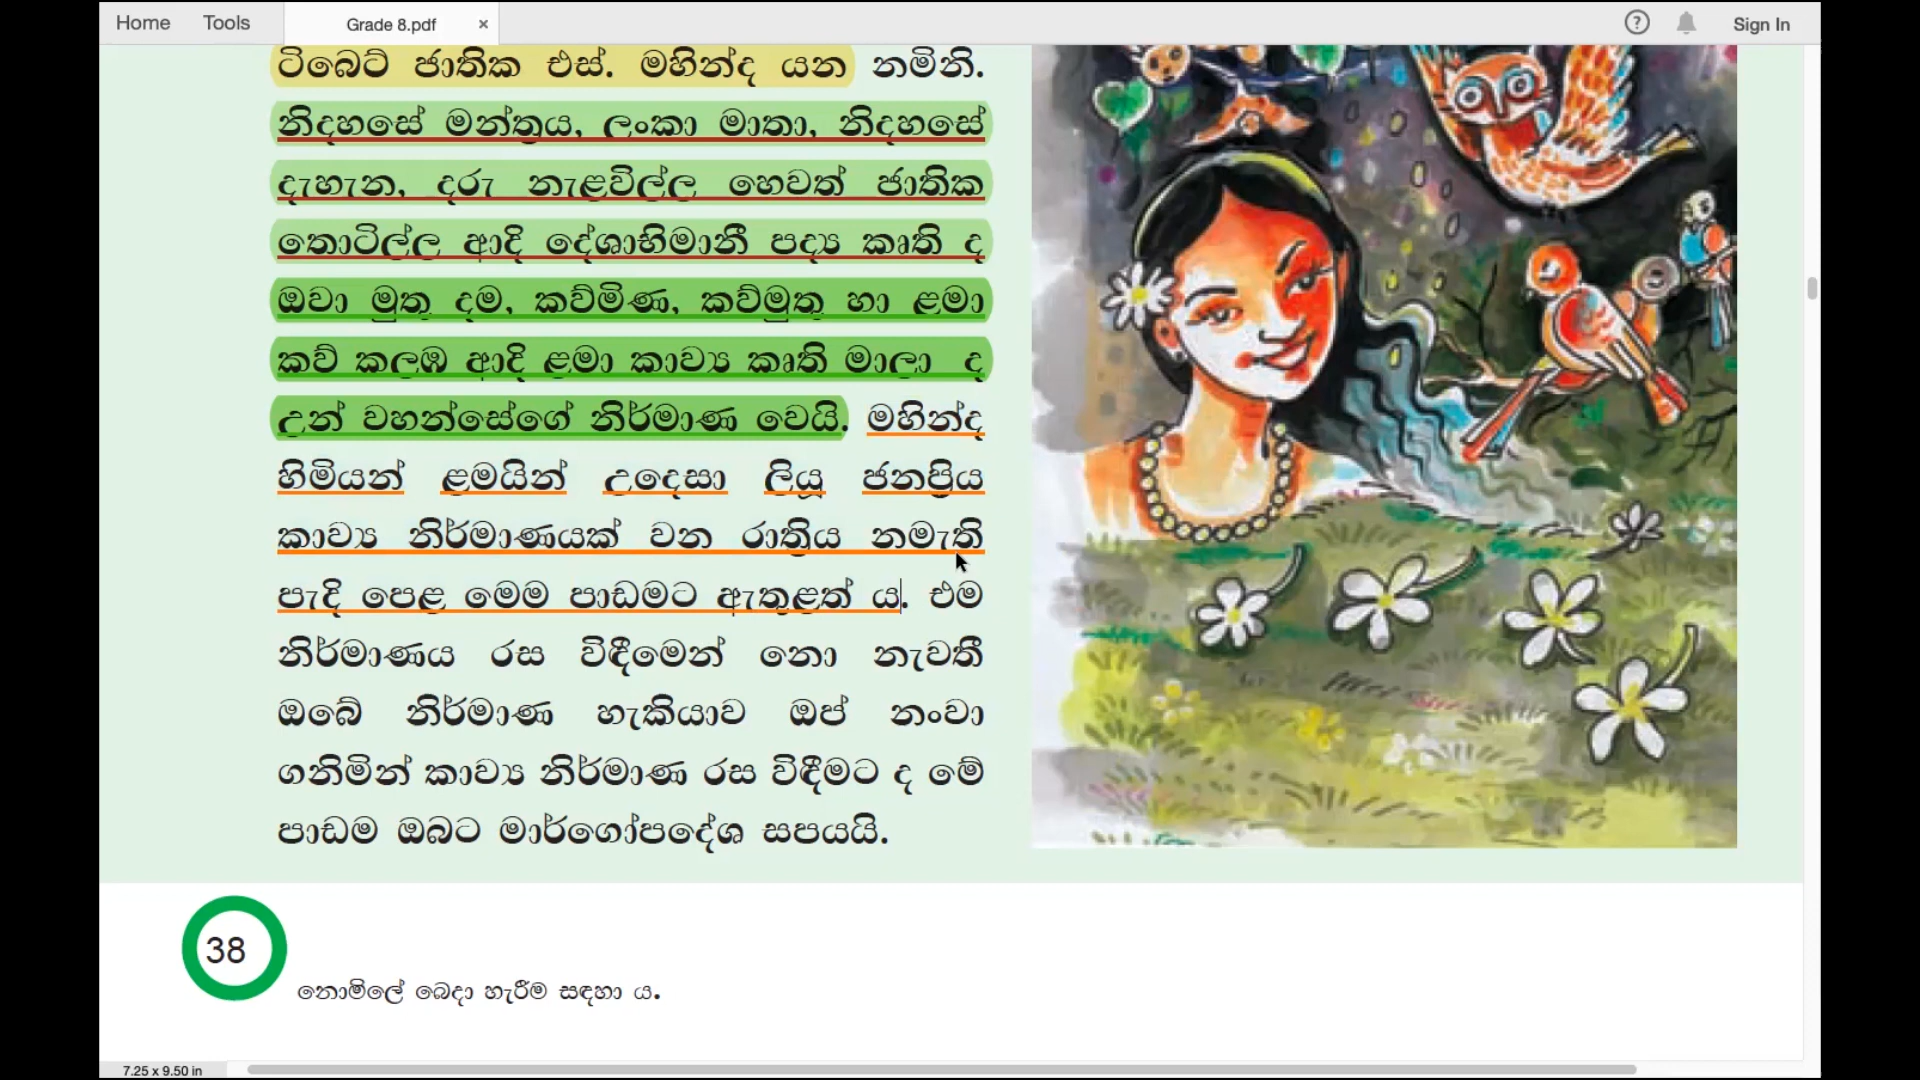 Home Tools Grade 8.pdf × ? Sign In
ටිබෙට් ජාතික එස්. මහින්ද යන නමිනි.
නිදහසේ මන්ත්‍රය, ලංකා මාතා, නිදහසේ
දැහැන, දරු නැළවිල්ල හෙවත් ජාතික
තොටිල්ල ආදි දේශාභිමානී පද්‍ය කෘති ද
ඔවා මුතු දම, කව්මිණ, කව්මුතු හා ළමා
කව් කලඹ ආදි ළමා කාව්‍ය කෘති මාලා ද
උන් වහන්සේගේ නිර්මාණ වෙයි. මහින්ද
හිමියන් ළමයින් උදෙසා ලියූ ජනප්‍රිය
කාව්‍ය නිර්මාණයක් වන රාත්‍රිය නමැති
පැදි පෙළ මෙම පාඩමට ඇතුළත් ය. එම
නිර්මාණය රස විඳීමෙන් නො නැවතී
ඔබේ නිර්මාණ හැකියාව ඔප් නංවා
ගනිමින් කාව්‍ය නිර්මාණ රස විඳීමට ද මේ
පාඩම ඔබට මාර්ගෝපදේශ සපයයි.
38
නොමිලේ බෙදා හැරීම සඳහා ය.
7.25 x 9.50 in